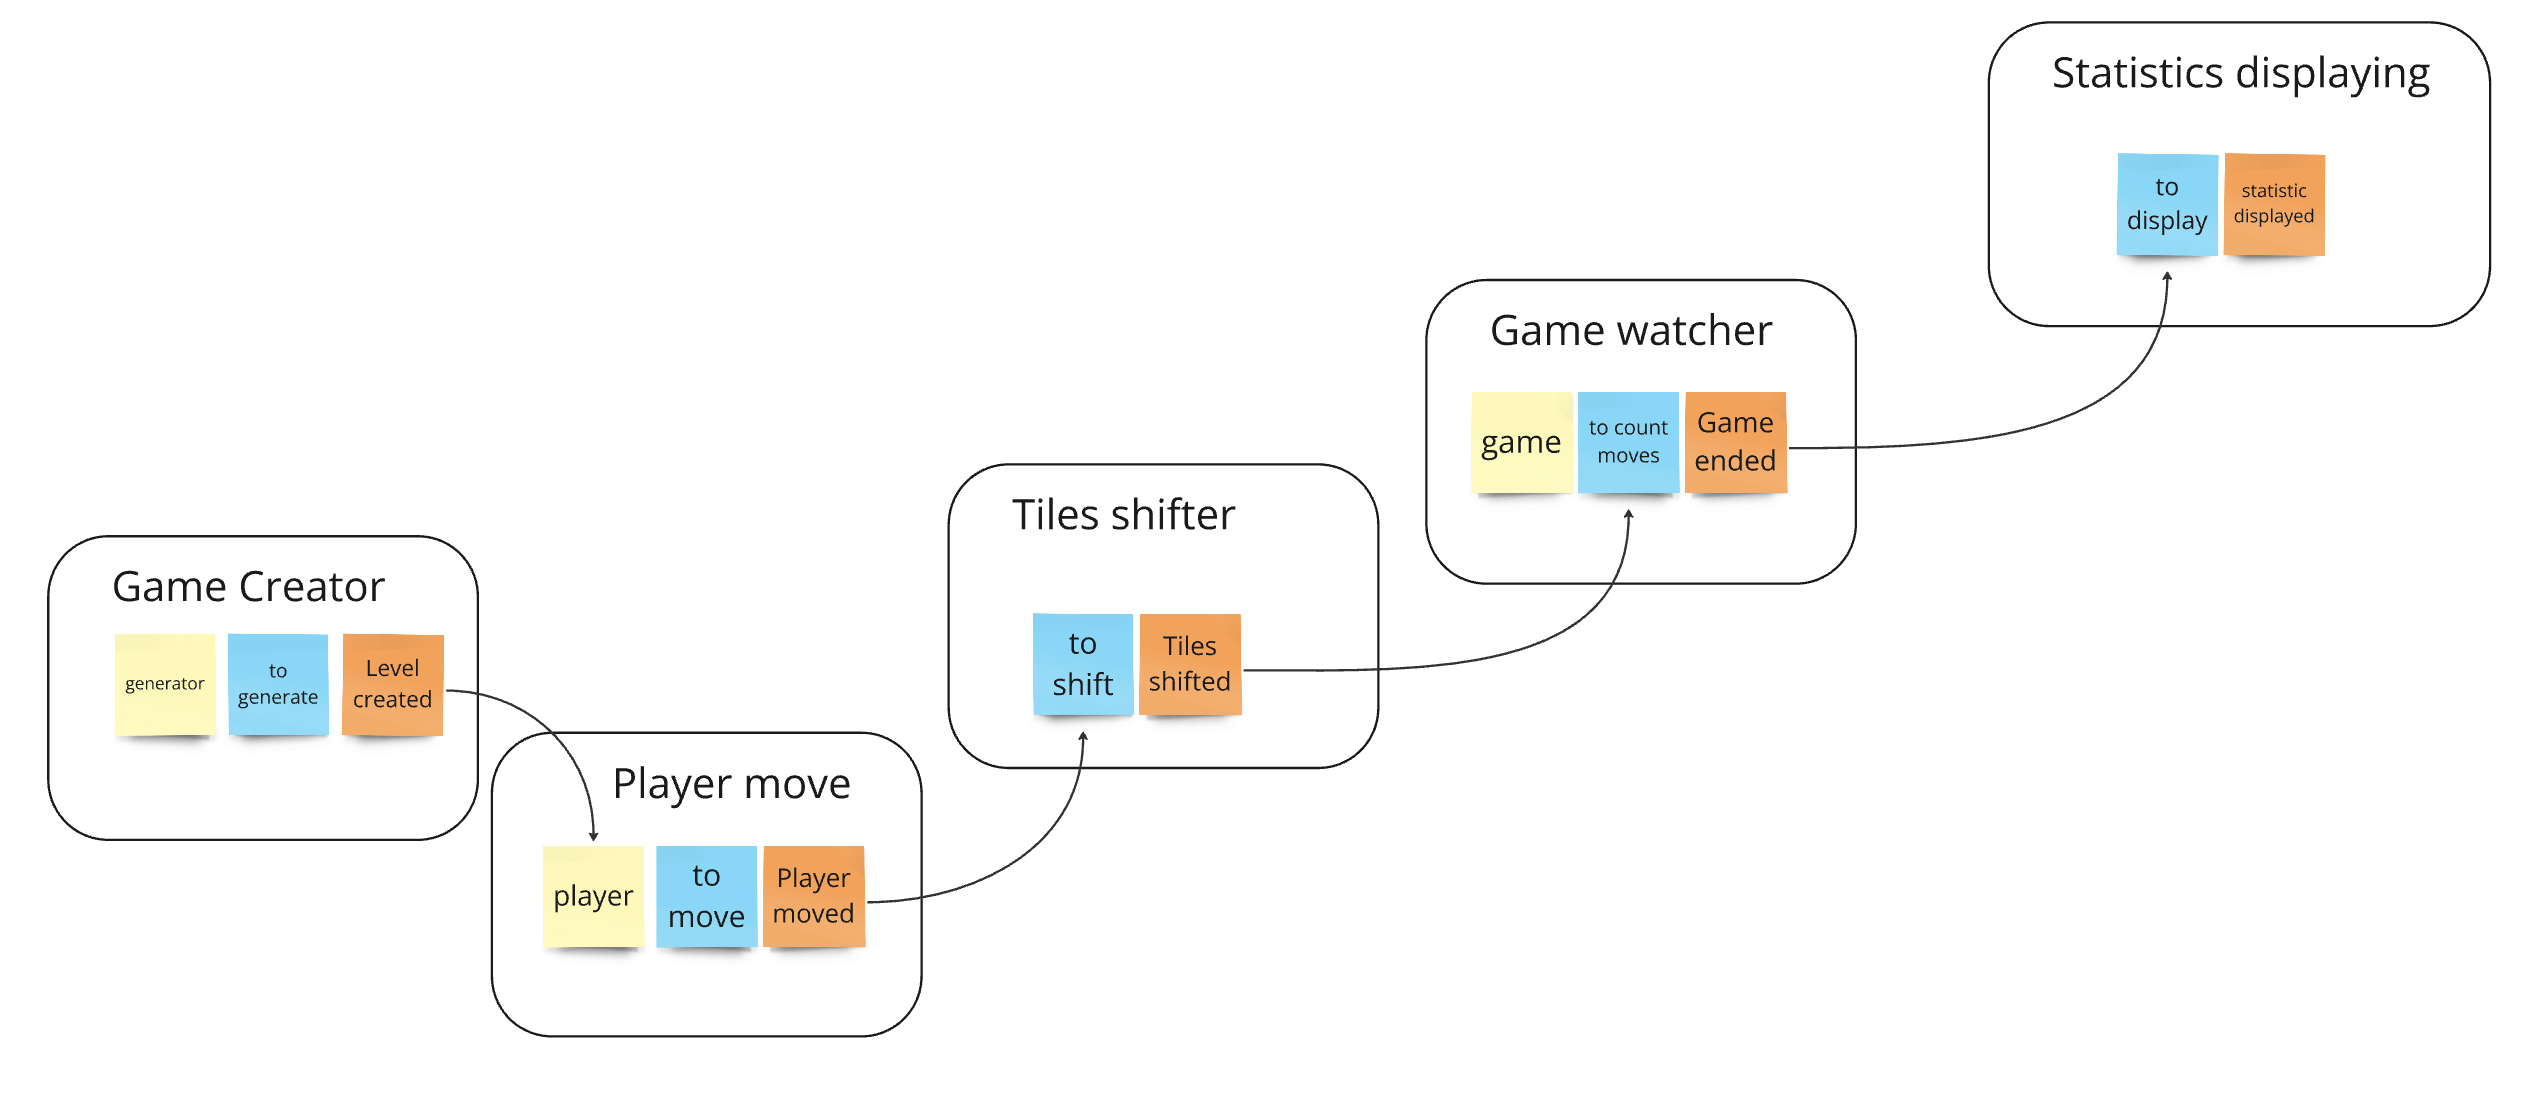 Statistics displaying
to
display
statistic
displayed
Game watcher
game
to count
moves
Game
ended
Tiles shifter
to
shift
Tiles
shifted
Game Creator
generator
to
generate
Level
created
Player move
player
to
move
Player
moved